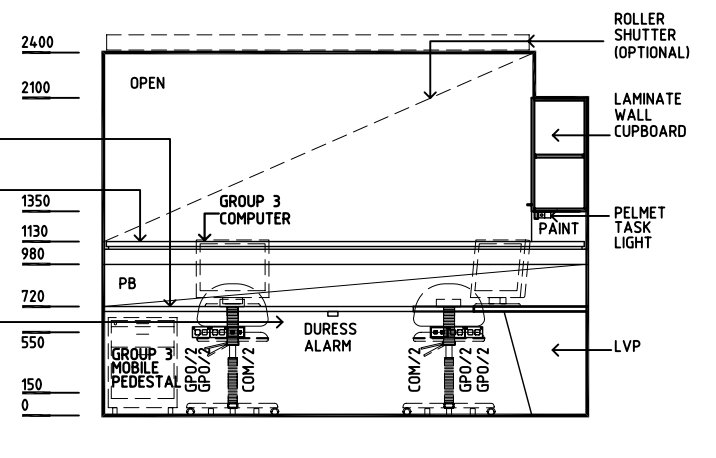 2400
2100
1350
1130
980
720
550
150
0
OPEN
ROLLER
SHUTTER
(OPTIONAL)
LAMINATE
WALL
CUPBOARD
GROUP 3
COMPUTER
PAINT
PELMET
TASK
LIGHT
PB
DURESS
ALARM
LVP
GROUP 3
MOBILE
PEDESTAL
GPO/2
GPO/2
COM/2
COM/2
GPO/2
GPO/2